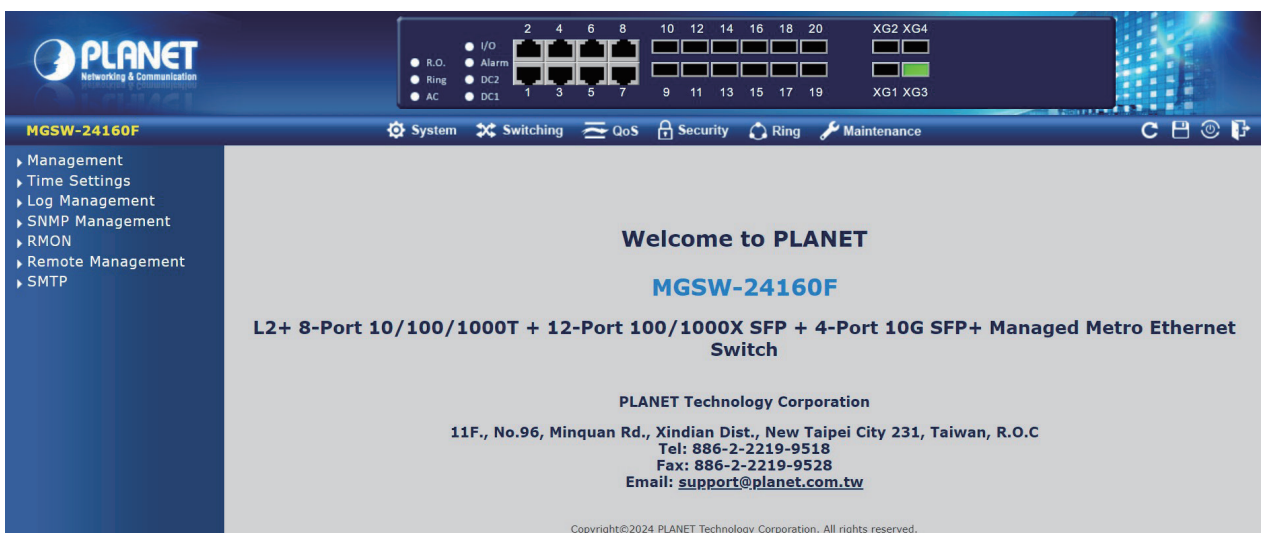 PLANET
Networking & Communication
2 4 6 8 10 12 14 16 18 20 XG2 XG4
I/O
R.O. Alarm
Ring DC2
AC DC1
1 3 5 7 9 11 13 15 17 19 XG1 XG3
MGSW-24160F
System Switching QoS Security Ring Maintenance
Management
Time Settings
Log Management
SNMP Management
RMON
Remote Management
SMTP
Welcome to PLANET
MGSW-24160F
L2+ 8-Port 10/100/1000T + 12-Port 100/1000X SFP + 4-Port 10G SFP+ Managed Metro Ethernet
Switch
PLANET Technology Corporation
11F., No.96, Minquan Rd., Xindian Dist., New Taipei City 231, Taiwan, R.O.C
Tel: 886-2-2219-9518
Fax: 886-2-2219-9528
Email: support@planet.com.tw
Copyright©2024 PLANET Technology Corporation. All rights reserved.